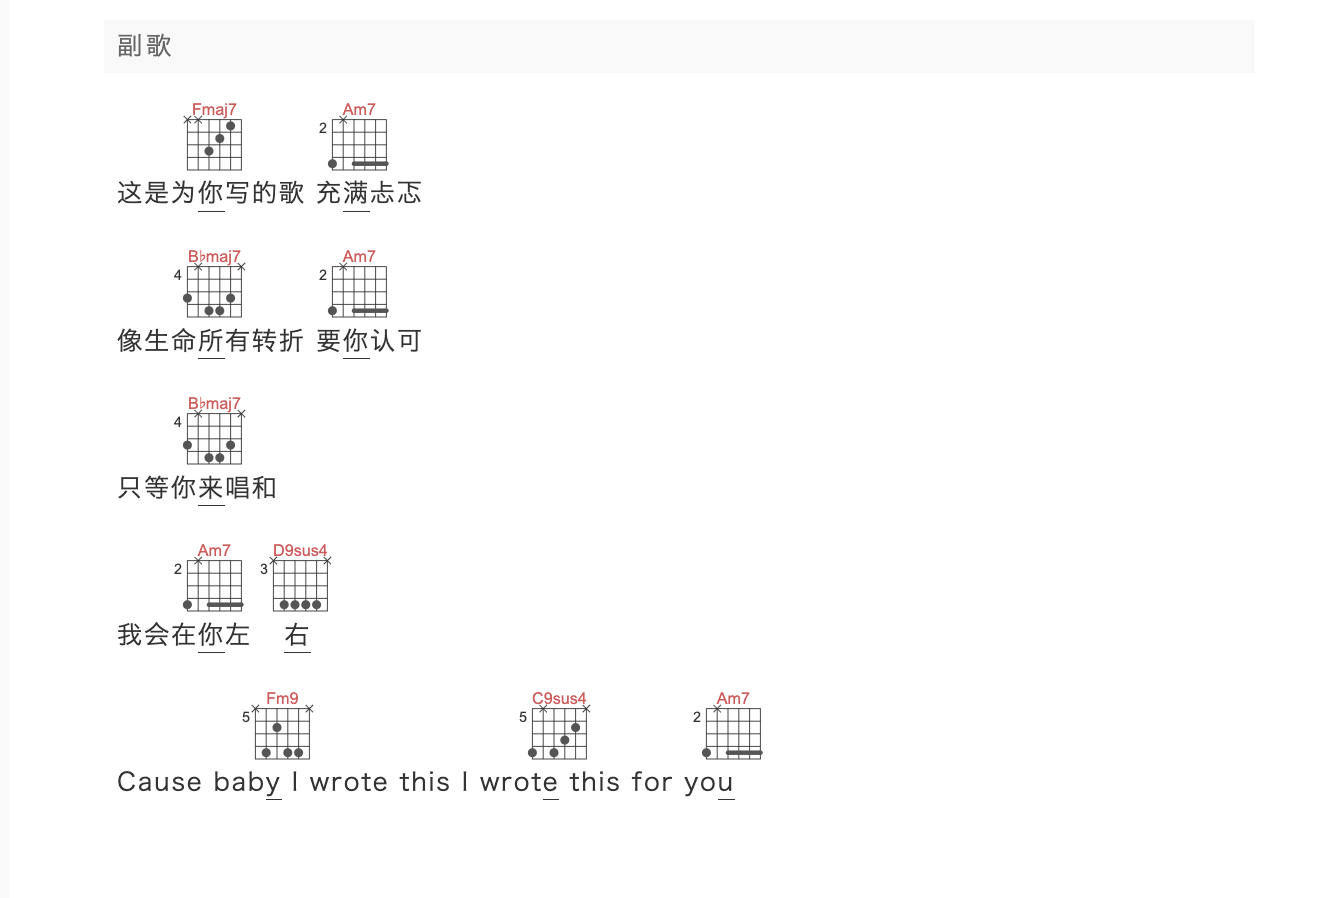 副歌
Fmaj7 Am7
2
这是为你写的歌 充满忐忑
B♭maj7 Am7
4 2
像生命所有转折 要你认可
B♭maj7
4
只等你来唱和
Am7 D9sus4
2 3
我会在你左 右
Fm9 C9sus4 Am7
5 5 2
Cause baby I wrote this I wrote this for you